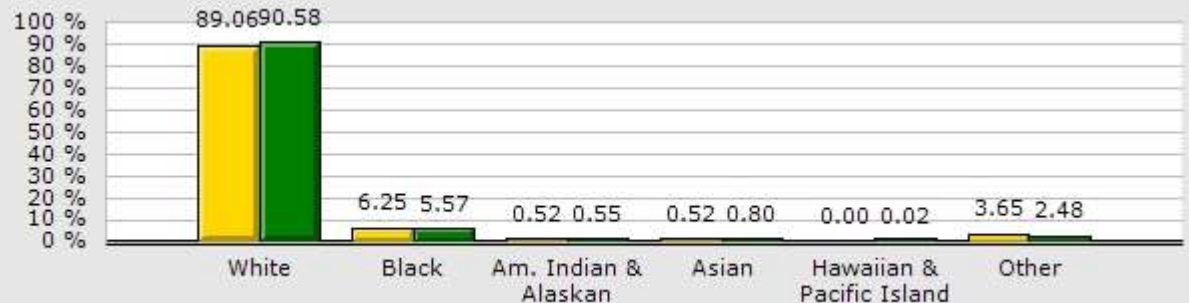 100 %
90 %
80 %
70 %
60 %
50 %
40 %
30 %
20 %
10 %
0 %
89.06 90.58
6.25 5.57
0.52 0.55
0.52 0.80
0.00 0.02
3.65 2.48
White
Black
Am. Indian &
Alaskan
Asian
Hawaiian &
Pacific Island
Other